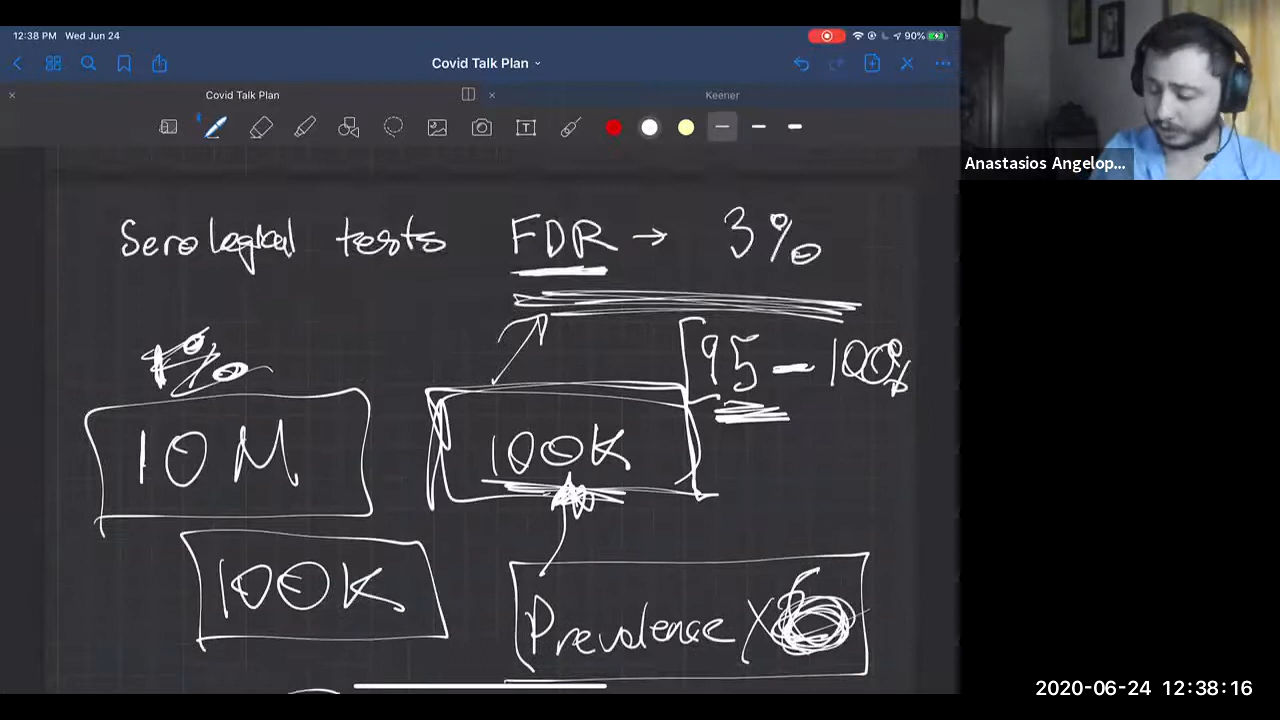 12:38 PM Wed Jun 24
90%
Covid Talk Plan
Covid Talk Plan
Keener
T
Anastasios Angelop...
Serological tests FDR → 3%
1%
95 - 100%
10 M
100K
100K
Prevalence X
2020-06-24 12:38:16